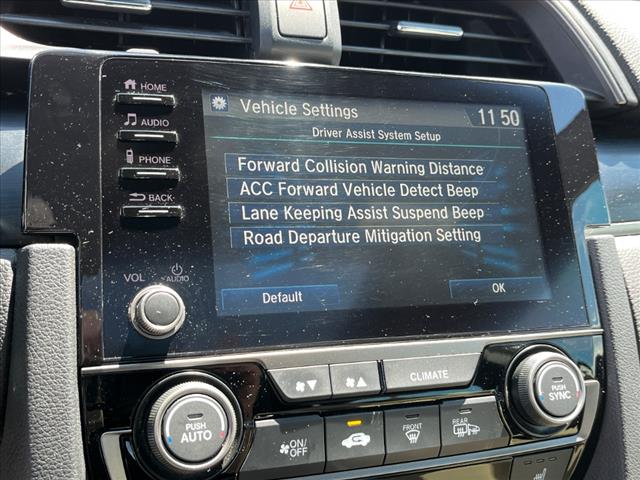 HOME
AUDIO
PHONE
BACK
VOL
AUDIO
Vehicle Settings
11 50
Driver Assist System Setup
Forward Collision Warning Distance
ACC Forward Vehicle Detect Beep
Lane Keeping Assist Suspend Beep
Road Departure Mitigation Setting
Default
OK
CLIMATE
PUSH
AUTO
ON/
OFF
FRONT
REAR
PUSH
SYNC